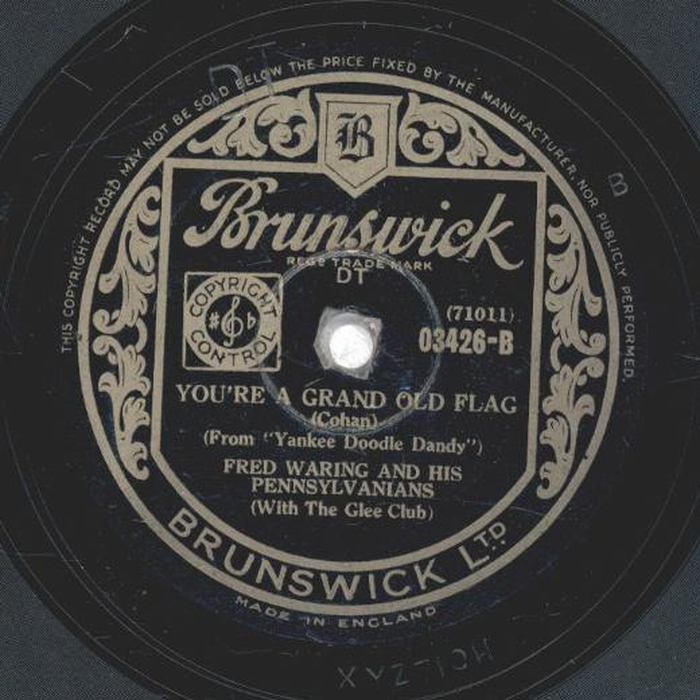 THIS COPYRIGHT RECORD MAY NOT BE SOLD BELOW THE PRICE FIXED BY THE MANUFACTURER, NOR PUBLICLY PERFORMED.
B
Brunswick
REGD TRADE MARK
DT
COPYRIGHT
CONTROL
(71011)
03426-B
YOU'RE A GRAND OLD FLAG
(Cohan)
(From "Yankee Doodle Dandy")
FRED WARING AND HIS
PENNSYLVANIANS
(With The Glee Club)
BRUNSWICK LTD.
MADE IN ENGLAND
DT
B